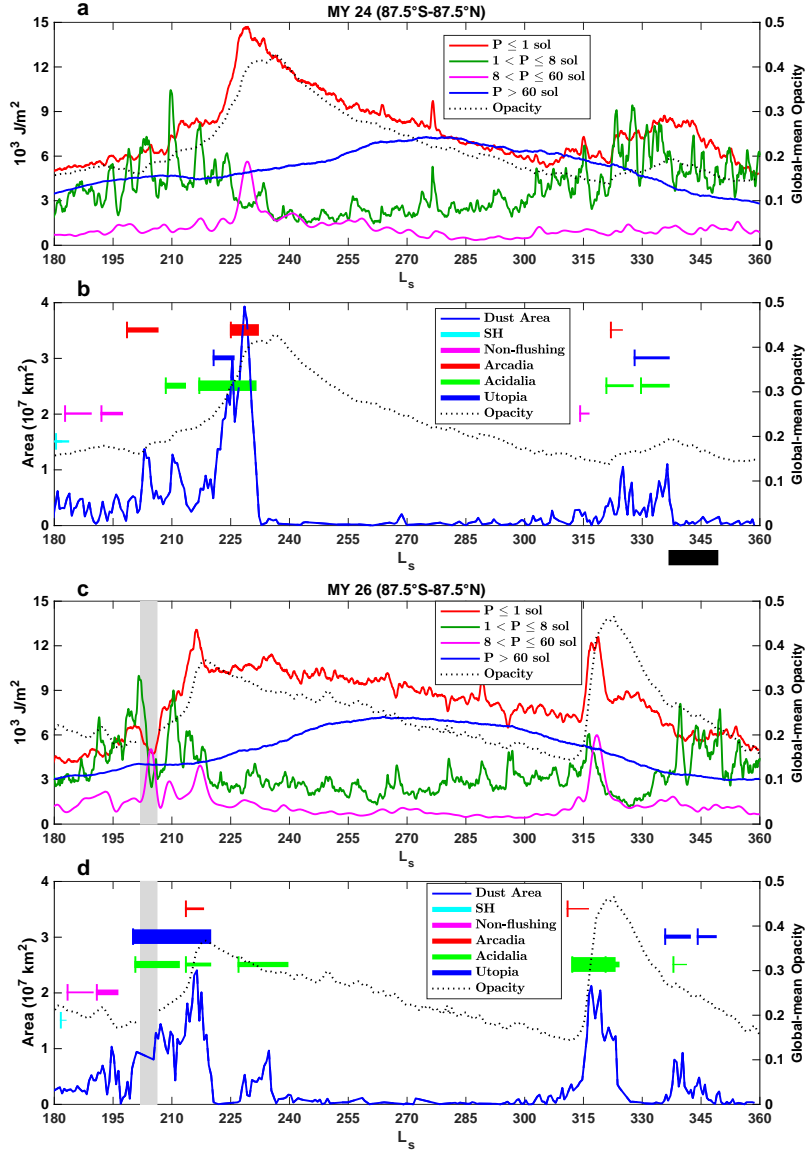 a
MY 24 (87.5°S-87.5°N)
15
12
9
6
3
0
10³ J/m²
P ≤ 1 sol
1 < P ≤ 8 sol
8 < P ≤ 60 sol
P > 60 sol
Opacity
0.5
0.4
0.3
0.2
0.1
0
Global-mean Opacity
180 195 210 225 240 255 270 285 300 315 330 345 360
Lₛ
b
4
3
2
1
0
Area (10⁷ km²)
Dust Area
SH
Non-flushing
Arcadia
Acidalia
Utopia
Opacity
0.5
0.4
0.3
0.2
0.1
0
Global-mean Opacity
180 195 210 225 240 255 270 285 300 315 330 345 360
Lₛ
c
MY 26 (87.5°S-87.5°N)
15
12
9
6
3
0
10³ J/m²
P ≤ 1 sol
1 < P ≤ 8 sol
8 < P ≤ 60 sol
P > 60 sol
Opacity
0.5
0.4
0.3
0.2
0.1
0
Global-mean Opacity
180 195 210 225 240 255 270 285 300 315 330 345 360
Lₛ
d
4
3
2
1
0
Area (10⁷ km²)
Dust Area
SH
Non-flushing
Arcadia
Acidalia
Utopia
Opacity
0.5
0.4
0.3
0.2
0.1
0
Global-mean Opacity
180 195 210 225 240 255 270 285 300 315 330 345 360
Lₛ